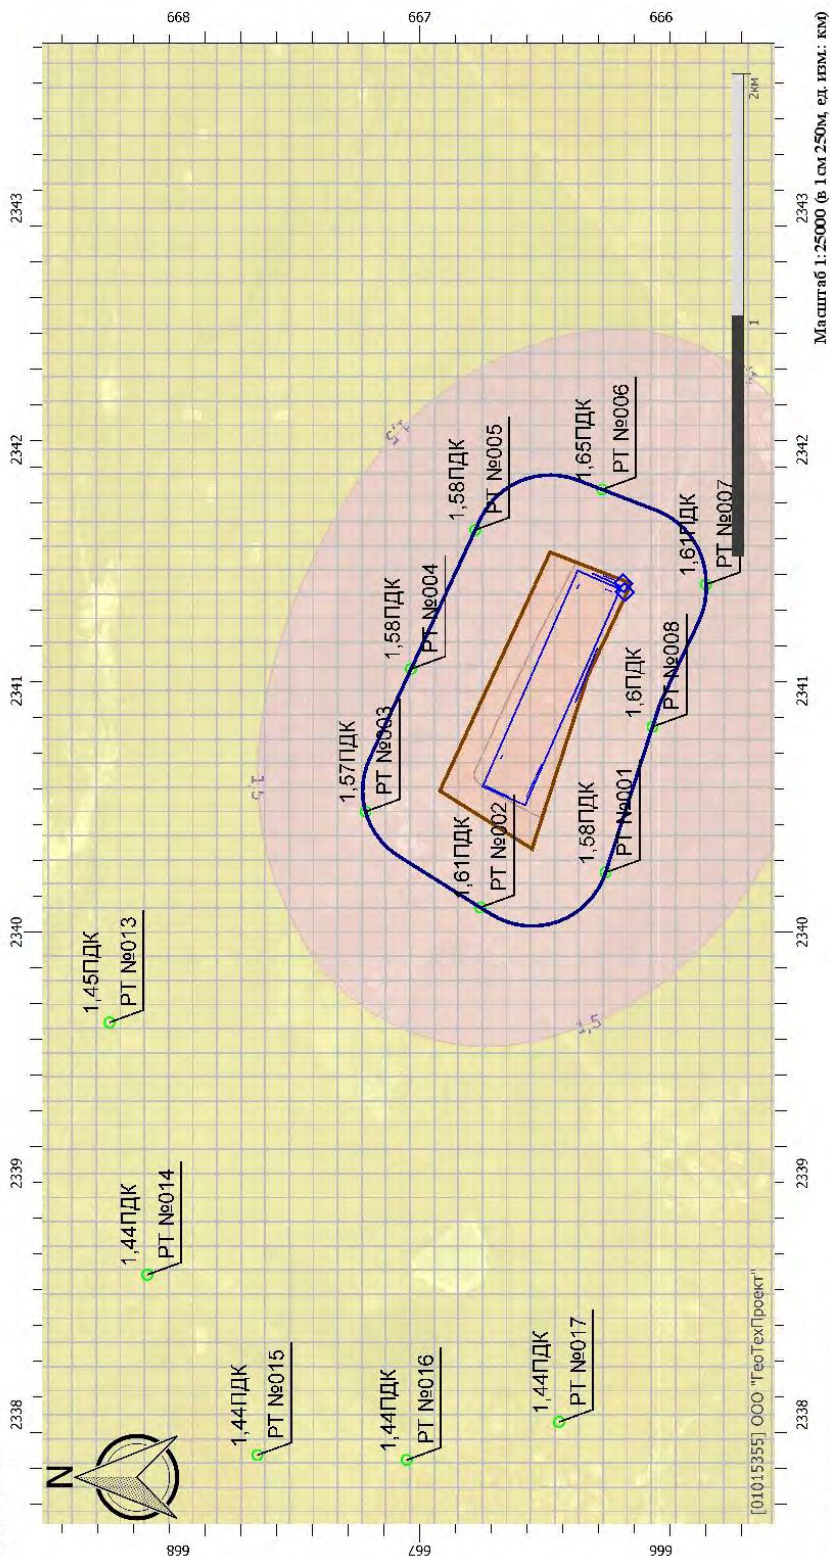 668
667
666
2343
2343
2км
1
Масштаб 1:25000 (в 1см 250м, ед. изм.: км)
2342
2342
1,5
1,65ПДК
РТ №006
1,58ПДК
РТ №005
1,61ПДК
РТ №007
1,58ПДК
РТ №004
1,6ПДК
РТ №008
2341
2341
1,57ПДК
РТ №003
1,5
1,61ПДК
РТ №002
1,58ПДК
РТ №001
2340
2340
1,45ПДК
РТ №013
1,5
2339
2339
1,44ПДК
РТ №014
1,44ПДК
РТ №015
1,44ПДК
РТ №016
1,44ПДК
РТ №017
2338
2338
N
[01015355] ООО "ГеоТехПроект"
668
667
666